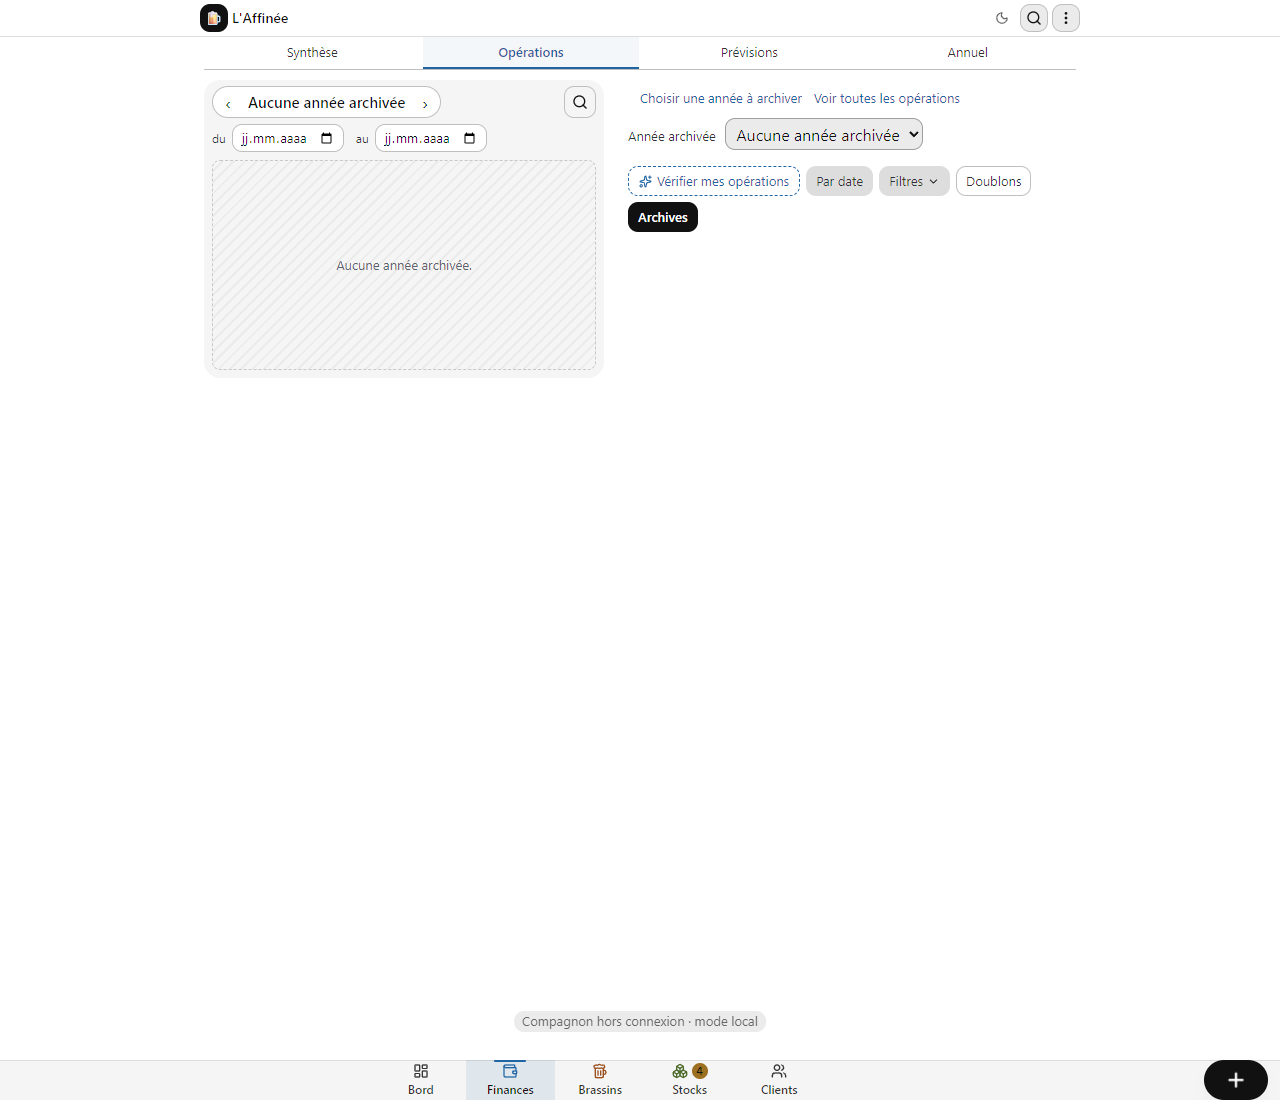 L'Affinée
Synthèse
Opérations
Prévisions
Annuel
‹ Aucune année archivée ›
du jj.mm.aaaa au jj.mm.aaaa
Aucune année archivée.
Choisir une année à archiver Voir toutes les opérations
Année archivée Aucune année archivée
Vérifier mes opérations Par date Filtres Doublons
Archives
Compagnon hors connexion · mode local
Bord
Finances
Brassins
4
Stocks
Clients